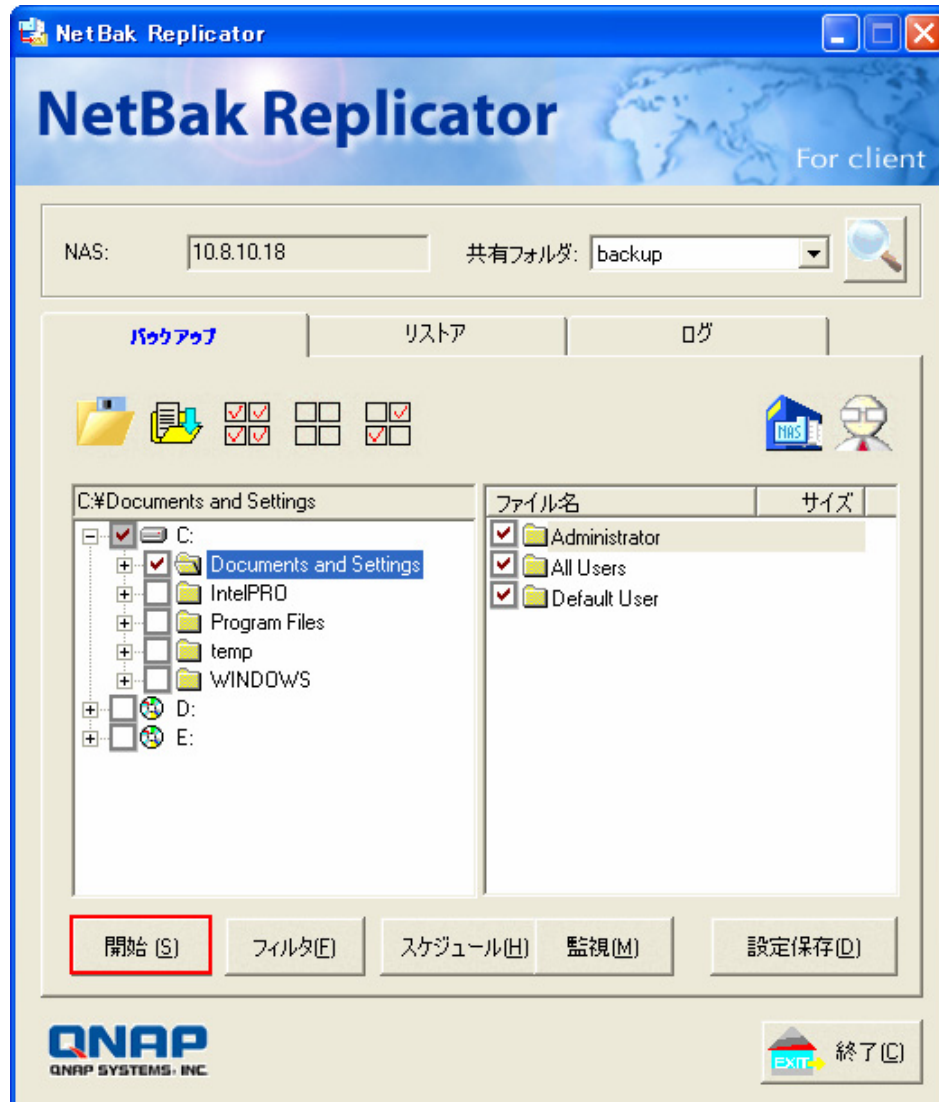 NetBak Replicator
NetBak Replicator
For client
NAS: 10.8.10.18 共有フォルダ: backup
バックアップ リストア ログ
NAS
C:¥Documents and Settings
ファイル名 サイズ
C:
Documents and Settings
IntelPRO
Program Files
temp
WINDOWS
D:
E:
Administrator
All Users
Default User
開始 (S) フィルタ(F) スケジュール(H) 監視(M) 設定保存(D)
QNAP
QNAP SYSTEMS, INC
EXIT 終了(C)